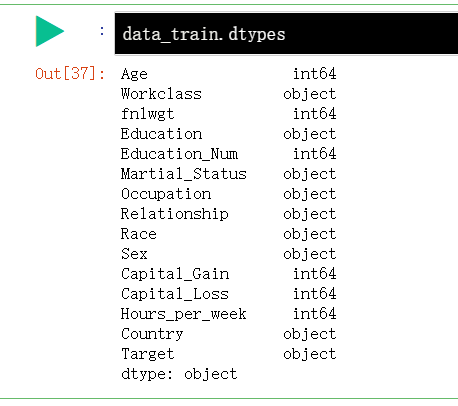 : data_train.dtypes
Out[37]: Age int64
Workclass object
fnlwgt int64
Education object
Education_Num int64
Martial_Status object
Occupation object
Relationship object
Race object
Sex object
Capital_Gain int64
Capital_Loss int64
Hours_per_week int64
Country object
Target object
dtype: object